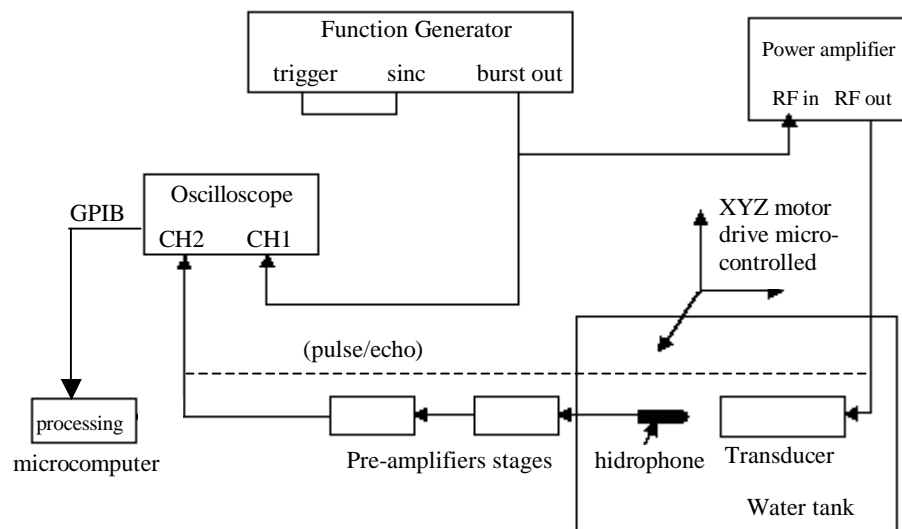 Function Generator
trigger sinc burst out
Power amplifier
RF in RF out
Oscilloscope
CH2 CH1
GPIB
XYZ motor
drive micro-
controlled
(pulse/echo)
processing
microcomputer
Pre-amplifiers stages
hidrophone
Transducer
Water tank